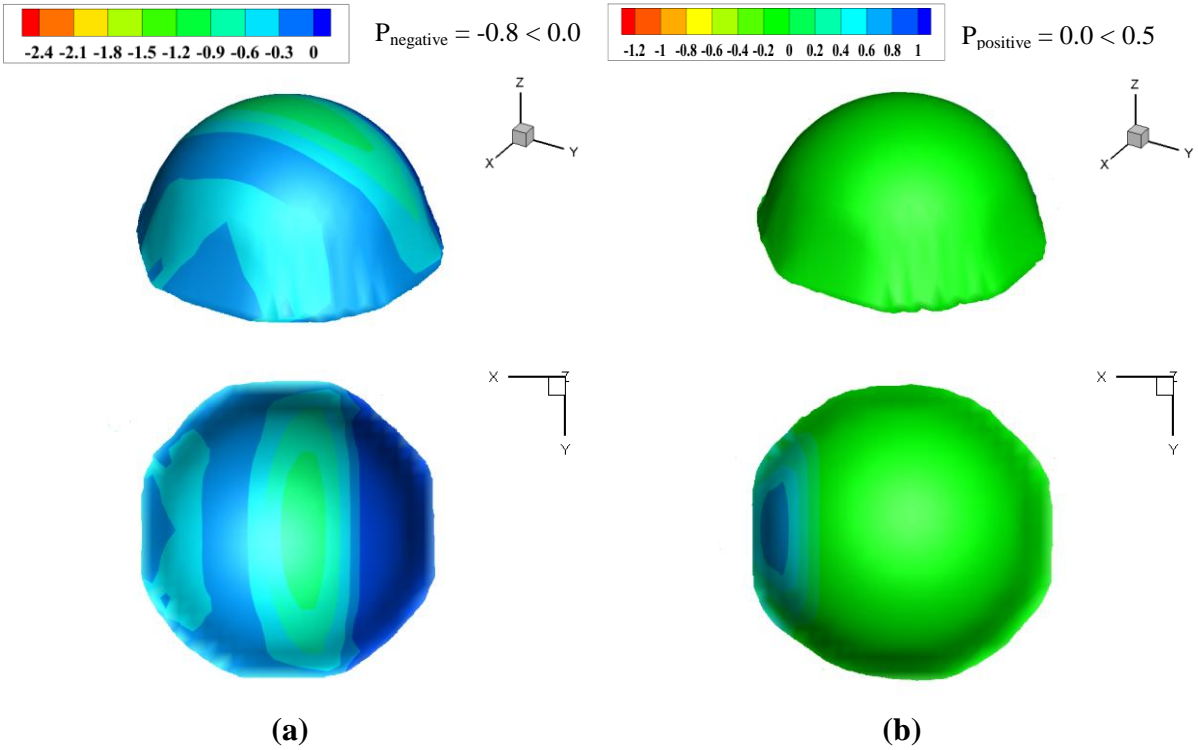 -2.4 -2.1 -1.8 -1.5 -1.2 -0.9 -0.6 -0.3 0
P_negative = -0.8 < 0.0
-1.2 -1 -0.8 -0.6 -0.4 -0.2 0 0.2 0.4 0.6 0.8 1
P_positive = 0.0 < 0.5
Z
X
Y
Z
X
Y
X
Z
Y
X
Z
Y
(a)
(b)